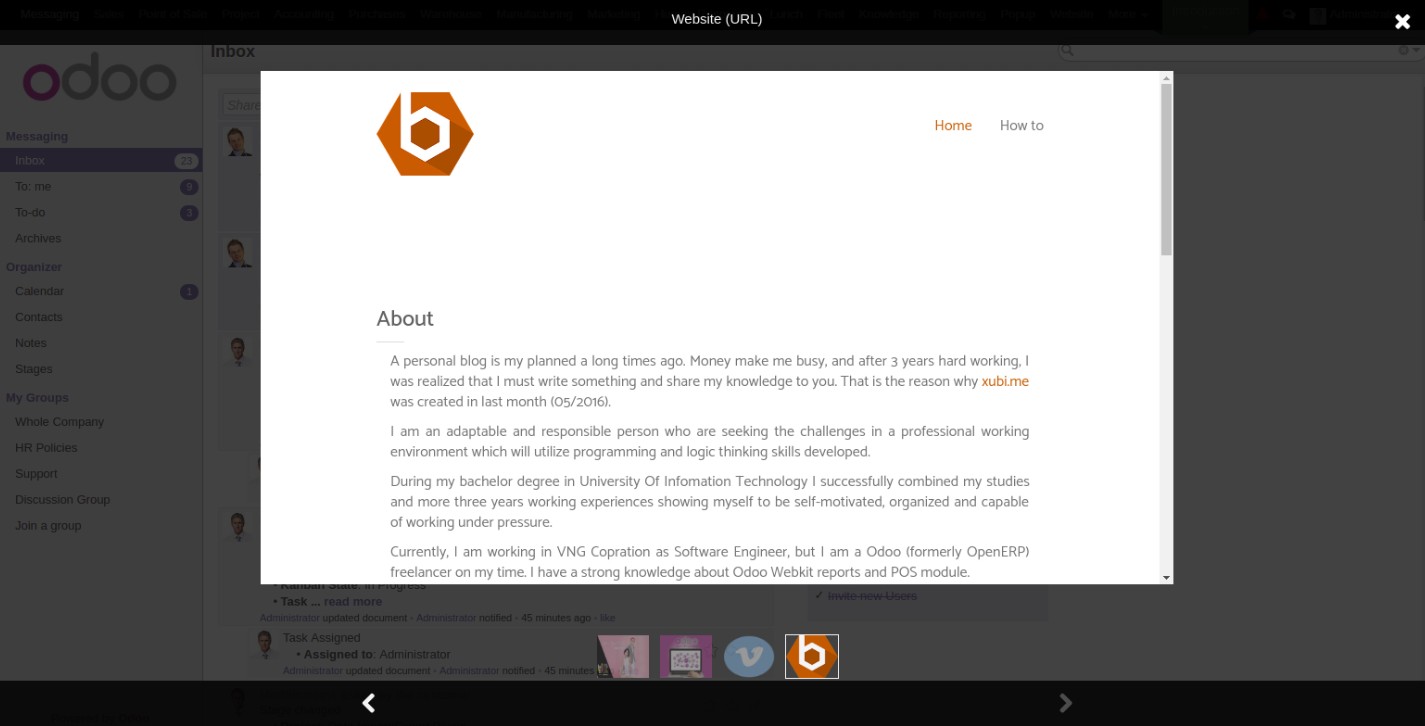 Website (URL)
Messaging
Inbox
odoo
Share
Messaging
Inbox 23
To: me 9
To-do 3
Archives
Organizer
Calendar 1
Contacts
Notes
Stages
My Groups
Whole Company
HR Policies
Support
Discussion Group
Join a group
Home How to
About
A personal blog is my planned a long times ago. Money make me busy, and after 3 years hard working, I
was realized that I must write something and share my knowledge to you. That is the reason why xubi.me
was created in last month (05/2016).
I am an adaptable and responsible person who are seeking the challenges in a professional working
environment which will utilize programming and logic thinking skills developed.
During my bachelor degree in University Of Infomation Technology I successfully combined my studies
and more three years working experiences showing myself to be self-motivated, organized and capable
of working under pressure.
Currently, I am working in VNG Copration as Software Engineer, but I am a Odoo (formerly OpenERP)
freelancer on my time. I have a strong knowledge about Odoo Webkit reports and POS module.
• Kanban State: In Progress
• Task ... read more
Administrator updated document • Administrator notified • 45 minutes ago • like
✓ Invite new Users
Task Assigned
• Assigned to: Administrator
Administrator updated document • Administrator notified • 45 minutes